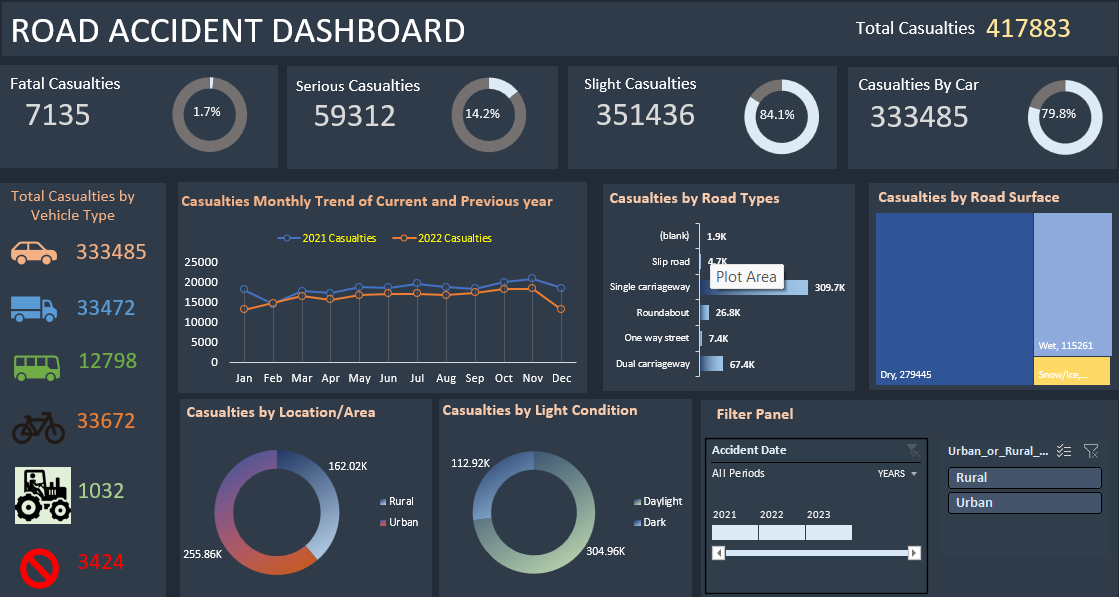 ROAD ACCIDENT DASHBOARD
Total Casualties 417883
Fatal Casualties
7135
1.7%
Serious Casualties
59312
14.2%
Slight Casualties
351436
84.1%
Casualties By Car
333485
79.8%
Total Casualties by
Vehicle Type
333485
33472
12798
33672
1032
3424
Casualties Monthly Trend of Current and Previous year
2021 Casualties 2022 Casualties
25000
20000
15000
10000
5000
0
Jan Feb Mar Apr May Jun Jul Aug Sep Oct Nov Dec
Casualties by Road Types
(blank) 1.9K
Slip road 4.7K
Plot Area
Single carriageway 309.7K
Roundabout 26.8K
One way street 7.4K
Dual carriageway 67.4K
Casualties by Road Surface
Dry, 279445
Wet, 115261
Snow/Ice,...
Casualties by Location/Area
162.02K
Rural
Urban
255.86K
Casualties by Light Condition
112.92K
Daylight
Dark
304.96K
Filter Panel
Accident Date
All Periods YEARS
2021 2022 2023
Urban_or_Rural_...
Rural
Urban